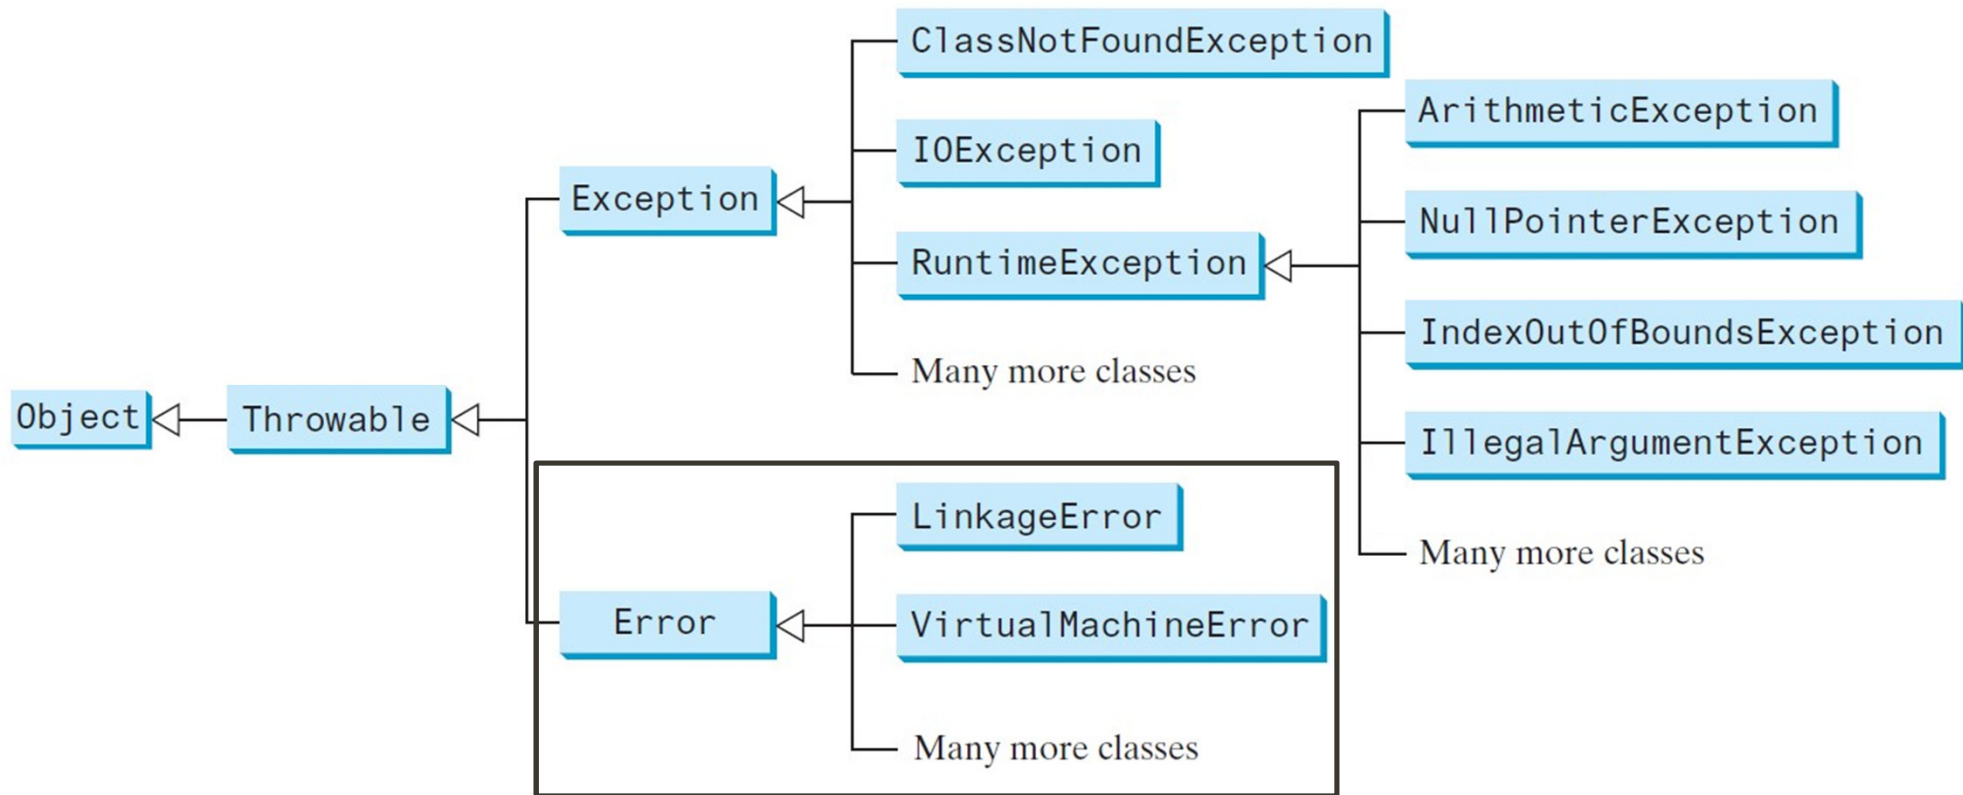 Object
Throwable
Exception
ClassNotFoundException
IOException
RuntimeException
Many more classes
ArithmeticException
NullPointerException
IndexOutOfBoundsException
IllegalArgumentException
Many more classes
Error
LinkageError
VirtualMachineError
Many more classes